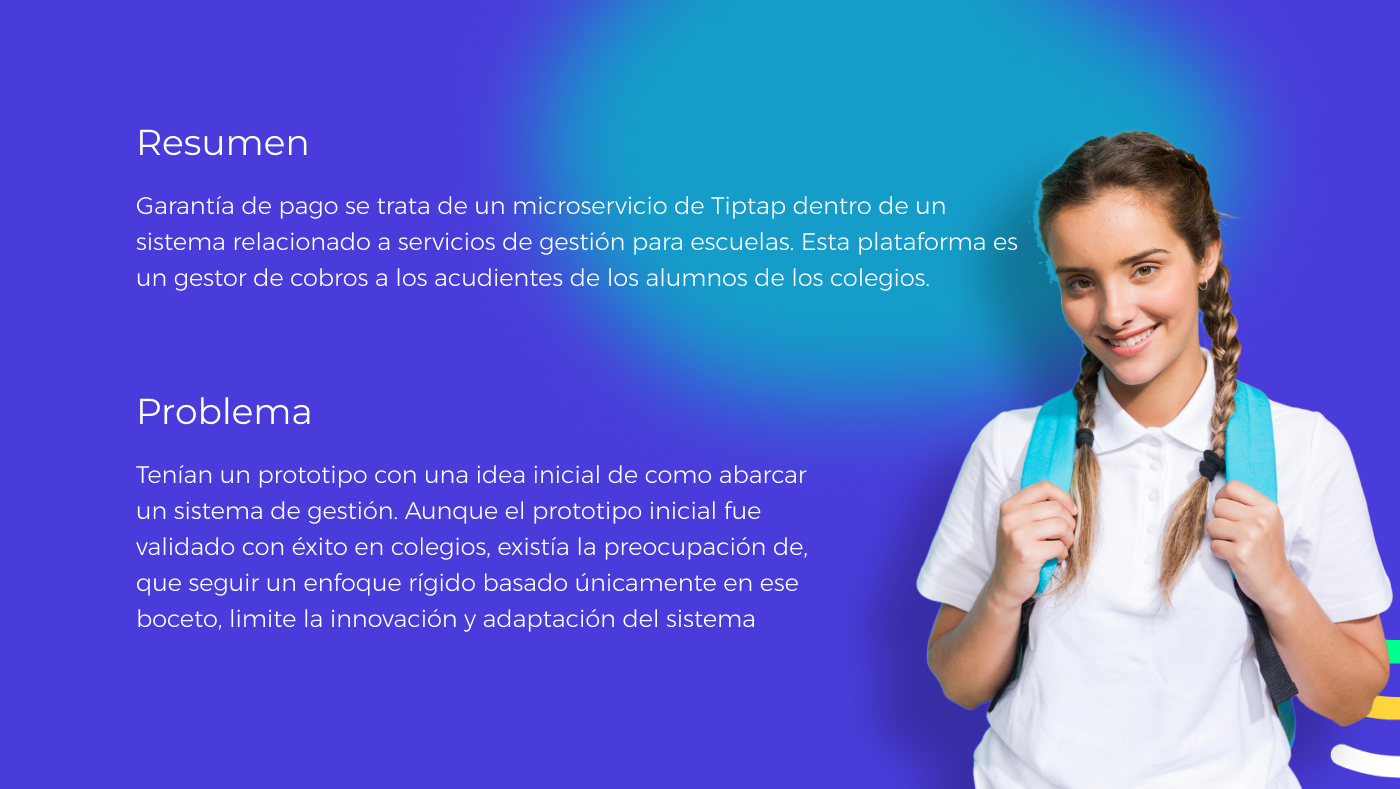 Resumen
Garantía de pago se trata de un microservicio de Tiptap dentro de un
sistema relacionado a servicios de gestión para escuelas. Esta plataforma es
un gestor de cobros a los acudientes de los alumnos de los colegios.
Problema
Tenían un prototipo con una idea inicial de como abarcar
un sistema de gestión. Aunque el prototipo inicial fue
validado con éxito en colegios, existía la preocupación de,
que seguir un enfoque rígido basado únicamente en ese
boceto, limite la innovación y adaptación del sistema